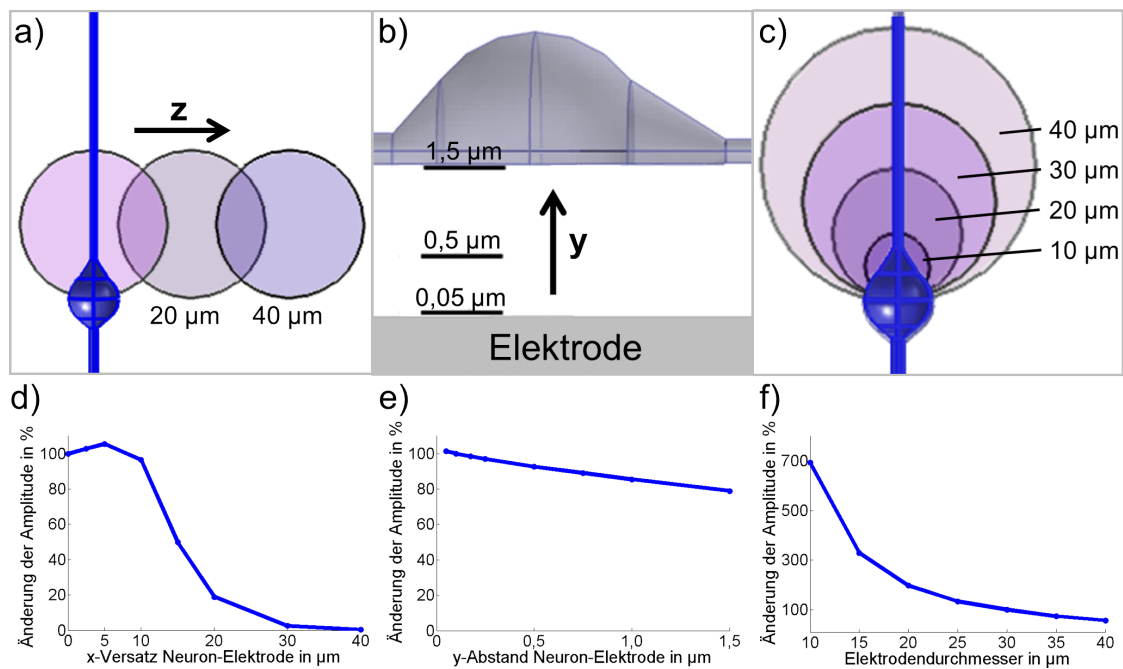 a)
z
20 µm
40 µm
b)
1,5 µm
0,5 µm
0,05 µm
y
Elektrode
c)
40 µm
30 µm
20 µm
10 µm
d)
Änderung der Amplitude in %
100
80
60
40
20
0
0 5 10 15 20 25 30 35 40
x-Versatz Neuron-Elektrode in µm
e)
Änderung der Amplitude in %
100
80
60
40
20
0
0 0,5 1,0 1,5
y-Abstand Neuron-Elektrode in µm
f)
Änderung der Amplitude in %
700
500
300
100
10 15 20 25 30 35 40
Elektrodendurchmesser in µm